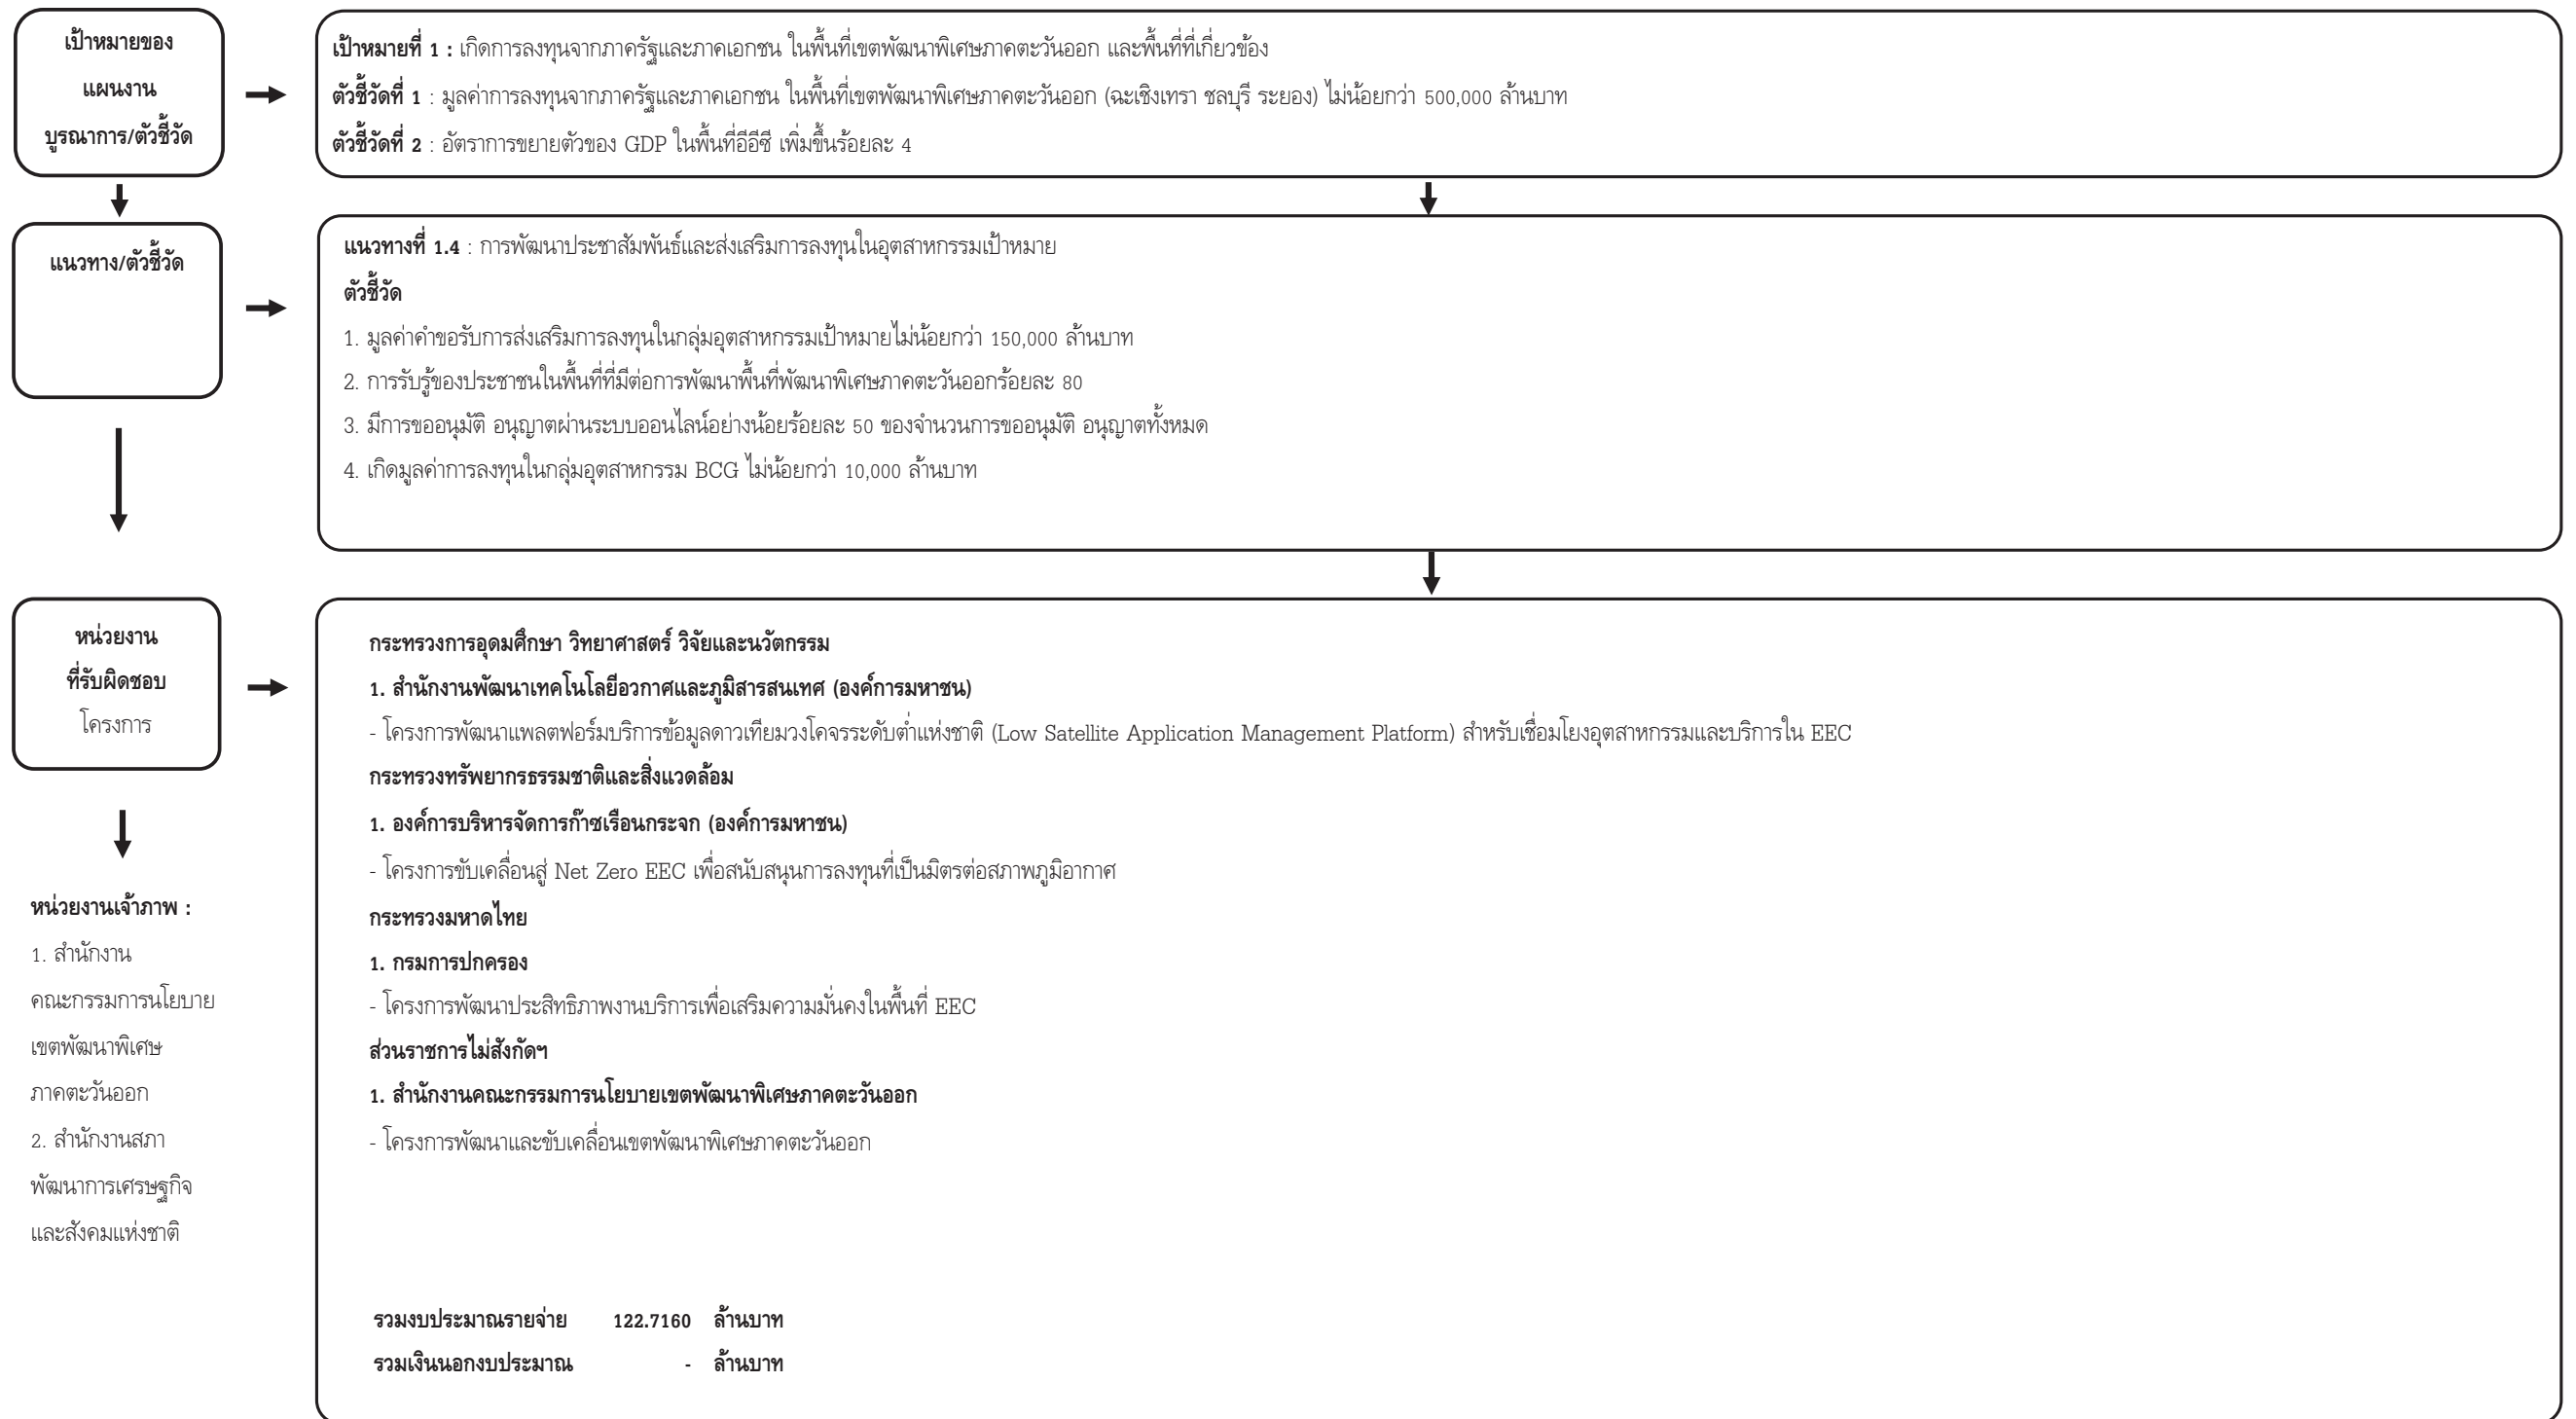 เป้าหมายของ
แผนงาน
บูรณาการ/ตัวชี้วัด
เป้าหมายที่ 1 : เกิดการลงทุนจากภาครัฐและภาคเอกชน ในพื้นที่เขตพัฒนาพิเศษภาคตะวันออก และพื้นที่ที่เกี่ยวข้อง
ตัวชี้วัดที่ 1 : มูลค่าการลงทุนจากภาครัฐและภาคเอกชน ในพื้นที่เขตพัฒนาพิเศษภาคตะวันออก (ฉะเชิงเทรา ชลบุรี ระยอง) ไม่น้อยกว่า 500,000 ล้านบาท
ตัวชี้วัดที่ 2 : อัตราการขยายตัวของ GDP ในพื้นที่อีอีซี เพิ่มขึ้นร้อยละ 4
แนวทาง/ตัวชี้วัด
แนวทางที่ 1.4 : การพัฒนาประชาสัมพันธ์และส่งเสริมการลงทุนในอุตสาหกรรมเป้าหมาย
ตัวชี้วัด
1. มูลค่าคำขอรับการส่งเสริมการลงทุนในกลุ่มอุตสาหกรรมเป้าหมายไม่น้อยกว่า 150,000 ล้านบาท
2. การรับรู้ของประชาชนในพื้นที่ที่มีต่อการพัฒนาพื้นที่พัฒนาพิเศษภาคตะวันออกร้อยละ 80
3. มีการขออนุมัติ อนุญาตผ่านระบบออนไลน์อย่างน้อยร้อยละ 50 ของจำนวนการขออนุมัติ อนุญาตทั้งหมด
4. เกิดมูลค่าการลงทุนในกลุ่มอุตสาหกรรม BCG ไม่น้อยกว่า 10,000 ล้านบาท
หน่วยงาน
ที่รับผิดชอบ
โครงการ
กระทรวงการอุดมศึกษา วิทยาศาสตร์ วิจัยและนวัตกรรม
1. สำนักงานพัฒนาเทคโนโลยีอวกาศและภูมิสารสนเทศ (องค์การมหาชน)
- โครงการพัฒนาแพลตฟอร์มบริการข้อมูลดาวเทียมวงโคจรระดับต่ำแห่งชาติ (Low Satellite Application Management Platform) สำหรับเชื่อมโยงอุตสาหกรรมและบริการใน EEC
กระทรวงทรัพยากรธรรมชาติและสิ่งแวดล้อม
1. องค์การบริหารจัดการก๊าซเรือนกระจก (องค์การมหาชน)
- โครงการขับเคลื่อนสู่ Net Zero EEC เพื่อสนับสนุนการลงทุนที่เป็นมิตรต่อสภาพภูมิอากาศ
กระทรวงมหาดไทย
1. กรมการปกครอง
- โครงการพัฒนาประสิทธิภาพงานบริการเพื่อเสริมความมั่นคงในพื้นที่ EEC
ส่วนราชการไม่สังกัดฯ
1. สำนักงานคณะกรรมการนโยบายเขตพัฒนาพิเศษภาคตะวันออก
- โครงการพัฒนาและขับเคลื่อนเขตพัฒนาพิเศษภาคตะวันออก
รวมงบประมาณรายจ่าย 122.7160 ล้านบาท
รวมเงินนอกงบประมาณ - ล้านบาท
หน่วยงานเจ้าภาพ :
1. สำนักงาน
คณะกรรมการนโยบาย
เขตพัฒนาพิเศษ
ภาคตะวันออก
2. สำนักงานสภา
พัฒนาการเศรษฐกิจ
และสังคมแห่งชาติ